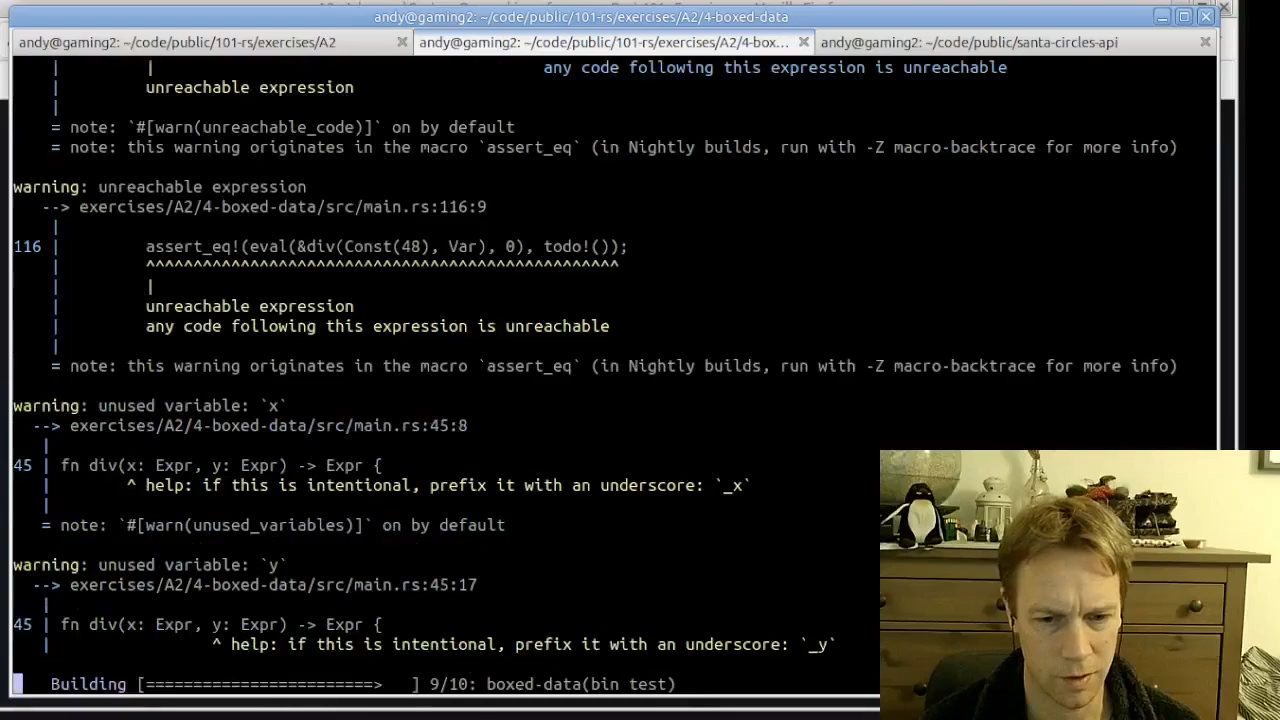 andy@gaming2: ~/code/public/101-rs/exercises/A2/4-boxed-data
andy@gaming2: ~/code/public/101-rs/exercises/A2
andy@gaming2: ~/code/public/101-rs/exercises/A2/4-box...
andy@gaming2: ~/code/public/santa-circles-api
|         |                                         any code following this expression is unreachable
|         unreachable expression
|
= note: `#[warn(unreachable_code)]` on by default
= note: this warning originates in the macro `assert_eq` (in Nightly builds, run with -Z macro-backtrace for more info)
warning: unreachable expression
--> exercises/A2/4-boxed-data/src/main.rs:116:9
|
116 |         assert_eq!(eval(&div(Const(48), Var), 0), todo!());
|         ^^^^^^^^^^^^^^^^^^^^^^^^^^^^^^^^^^^^^^^^^^^^^^^^^^
|         |
|         unreachable expression
|         any code following this expression is unreachable
|
= note: this warning originates in the macro `assert_eq` (in Nightly builds, run with -Z macro-backtrace for more info)
warning: unused variable: `x`
--> exercises/A2/4-boxed-data/src/main.rs:45:8
|
45 | fn div(x: Expr, y: Expr) -> Expr {
|        ^ help: if this is intentional, prefix it with an underscore: `_x`
|
= note: `#[warn(unused_variables)]` on by default
warning: unused variable: `y`
--> exercises/A2/4-boxed-data/src/main.rs:45:17
|
45 | fn div(x: Expr, y: Expr) -> Expr {
|                 ^ help: if this is intentional, prefix it with an underscore: `_y`
Building [=======================>   ] 9/10: boxed-data(bin test)